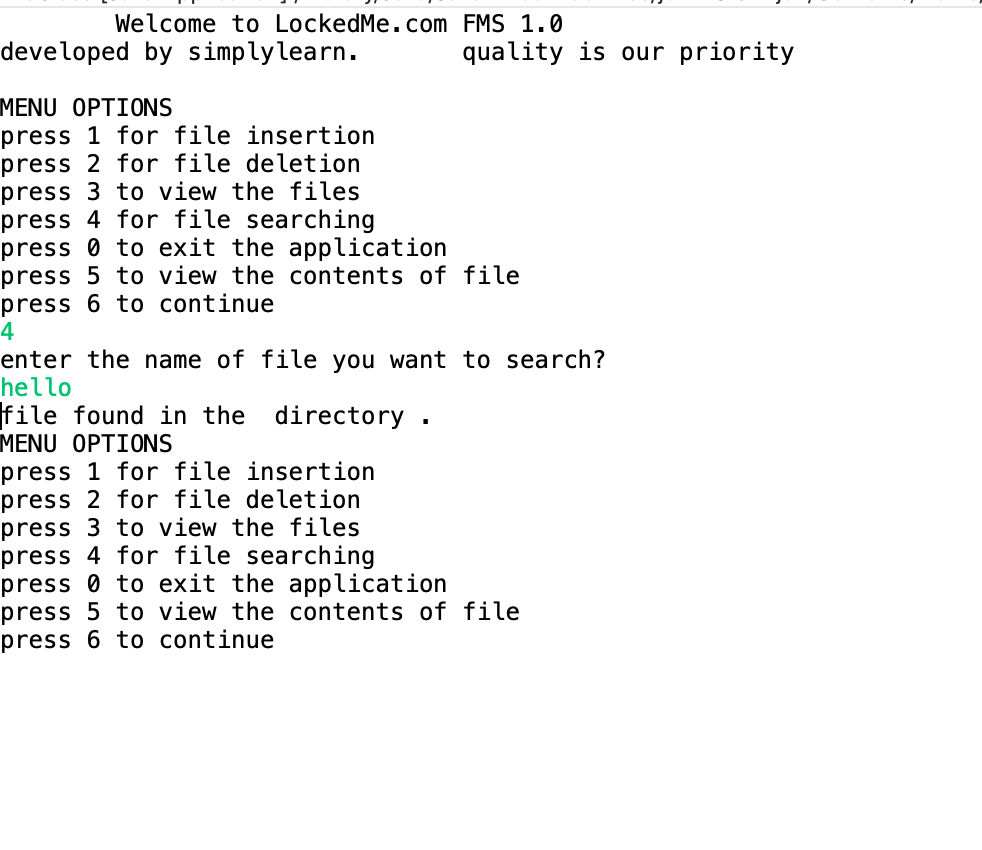 Welcome to LockedMe.com FMS 1.0
developed by simplylearn.       quality is our priority
MENU OPTIONS
press 1 for file insertion
press 2 for file deletion
press 3 to view the files
press 4 for file searching
press 0 to exit the application
press 5 to view the contents of file
press 6 to continue
4
enter the name of file you want to search?
hello
file found in the  directory .
MENU OPTIONS
press 1 for file insertion
press 2 for file deletion
press 3 to view the files
press 4 for file searching
press 0 to exit the application
press 5 to view the contents of file
press 6 to continue